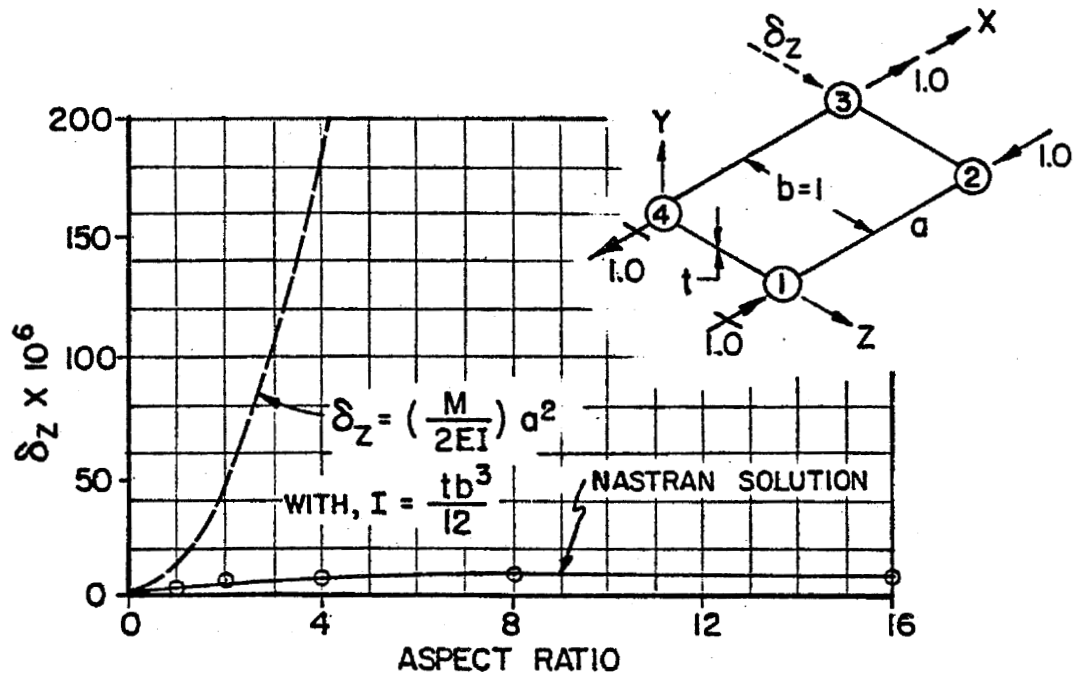 200
150
100
50
0
δz X 10⁶
0
4
8
12
16
ASPECT RATIO
δz = (M/2EI) a²
WITH, I = tb³/12
NASTRAN SOLUTION
δz
X
1.0
3
Y
1.0
2
b=1
a
4
1.0
t
1
1.0
Z